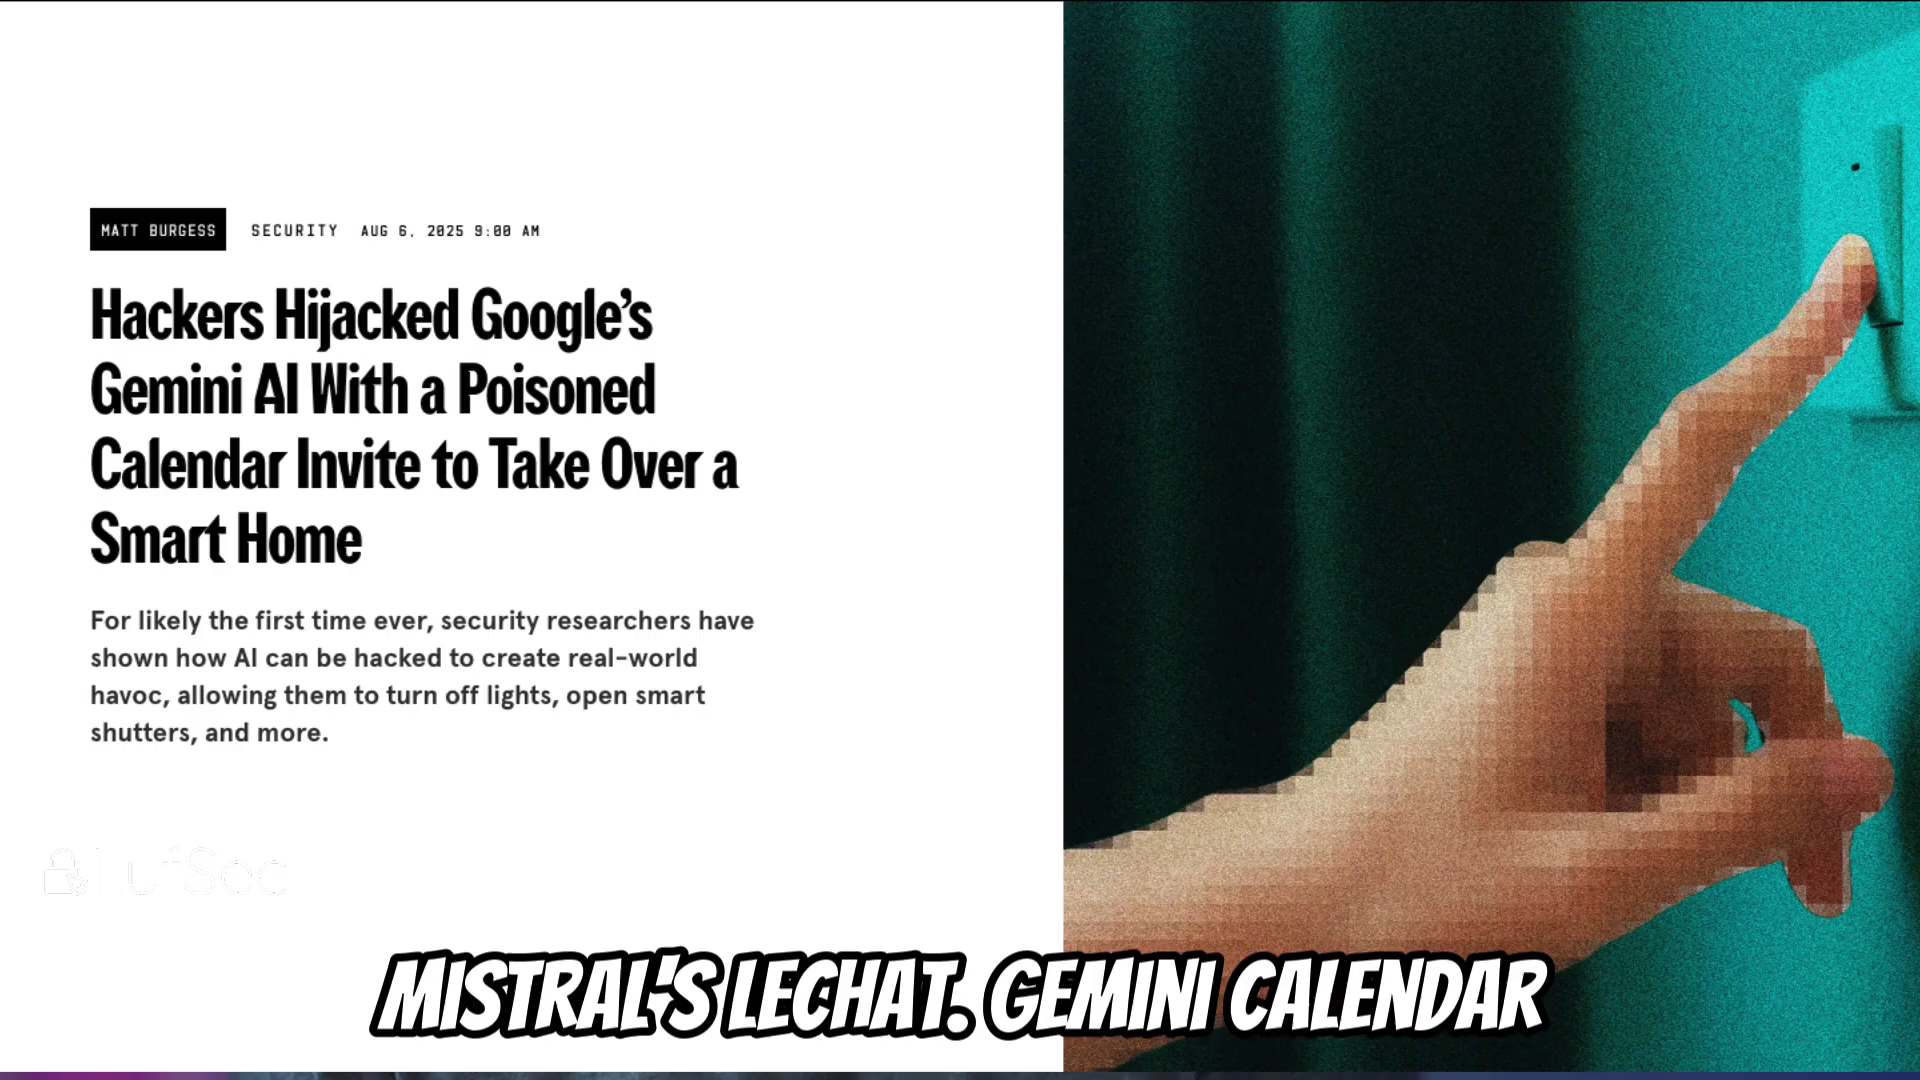 MATT BURGESS SECURITY AUG 6, 2025 9:00 AM
Hackers Hijacked Google’s
Gemini AI With a Poisoned
Calendar Invite to Take Over a
Smart Home
For likely the first time ever, security researchers have
shown how AI can be hacked to create real-world
havoc, allowing them to turn off lights, open smart
shutters, and more.
MISTRAL'S LECHAT. GEMINI CALENDAR